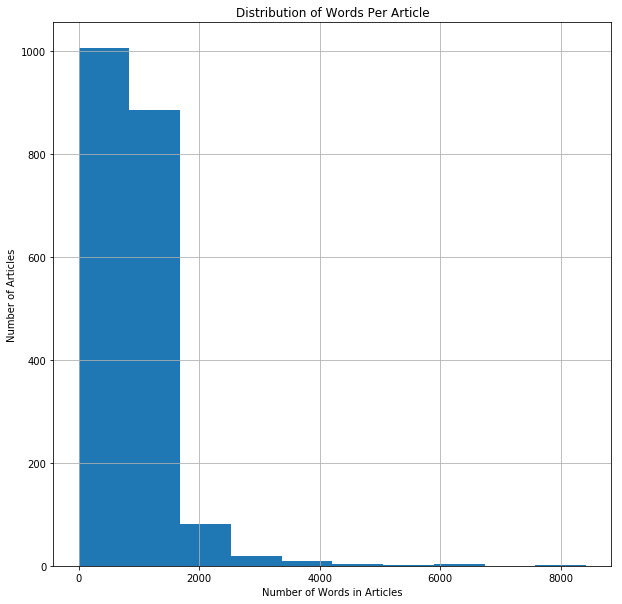 Distribution of Words Per Article
1000
800
600
400
200
0
Number of Articles
0 2000 4000 6000 8000
Number of Words in Articles